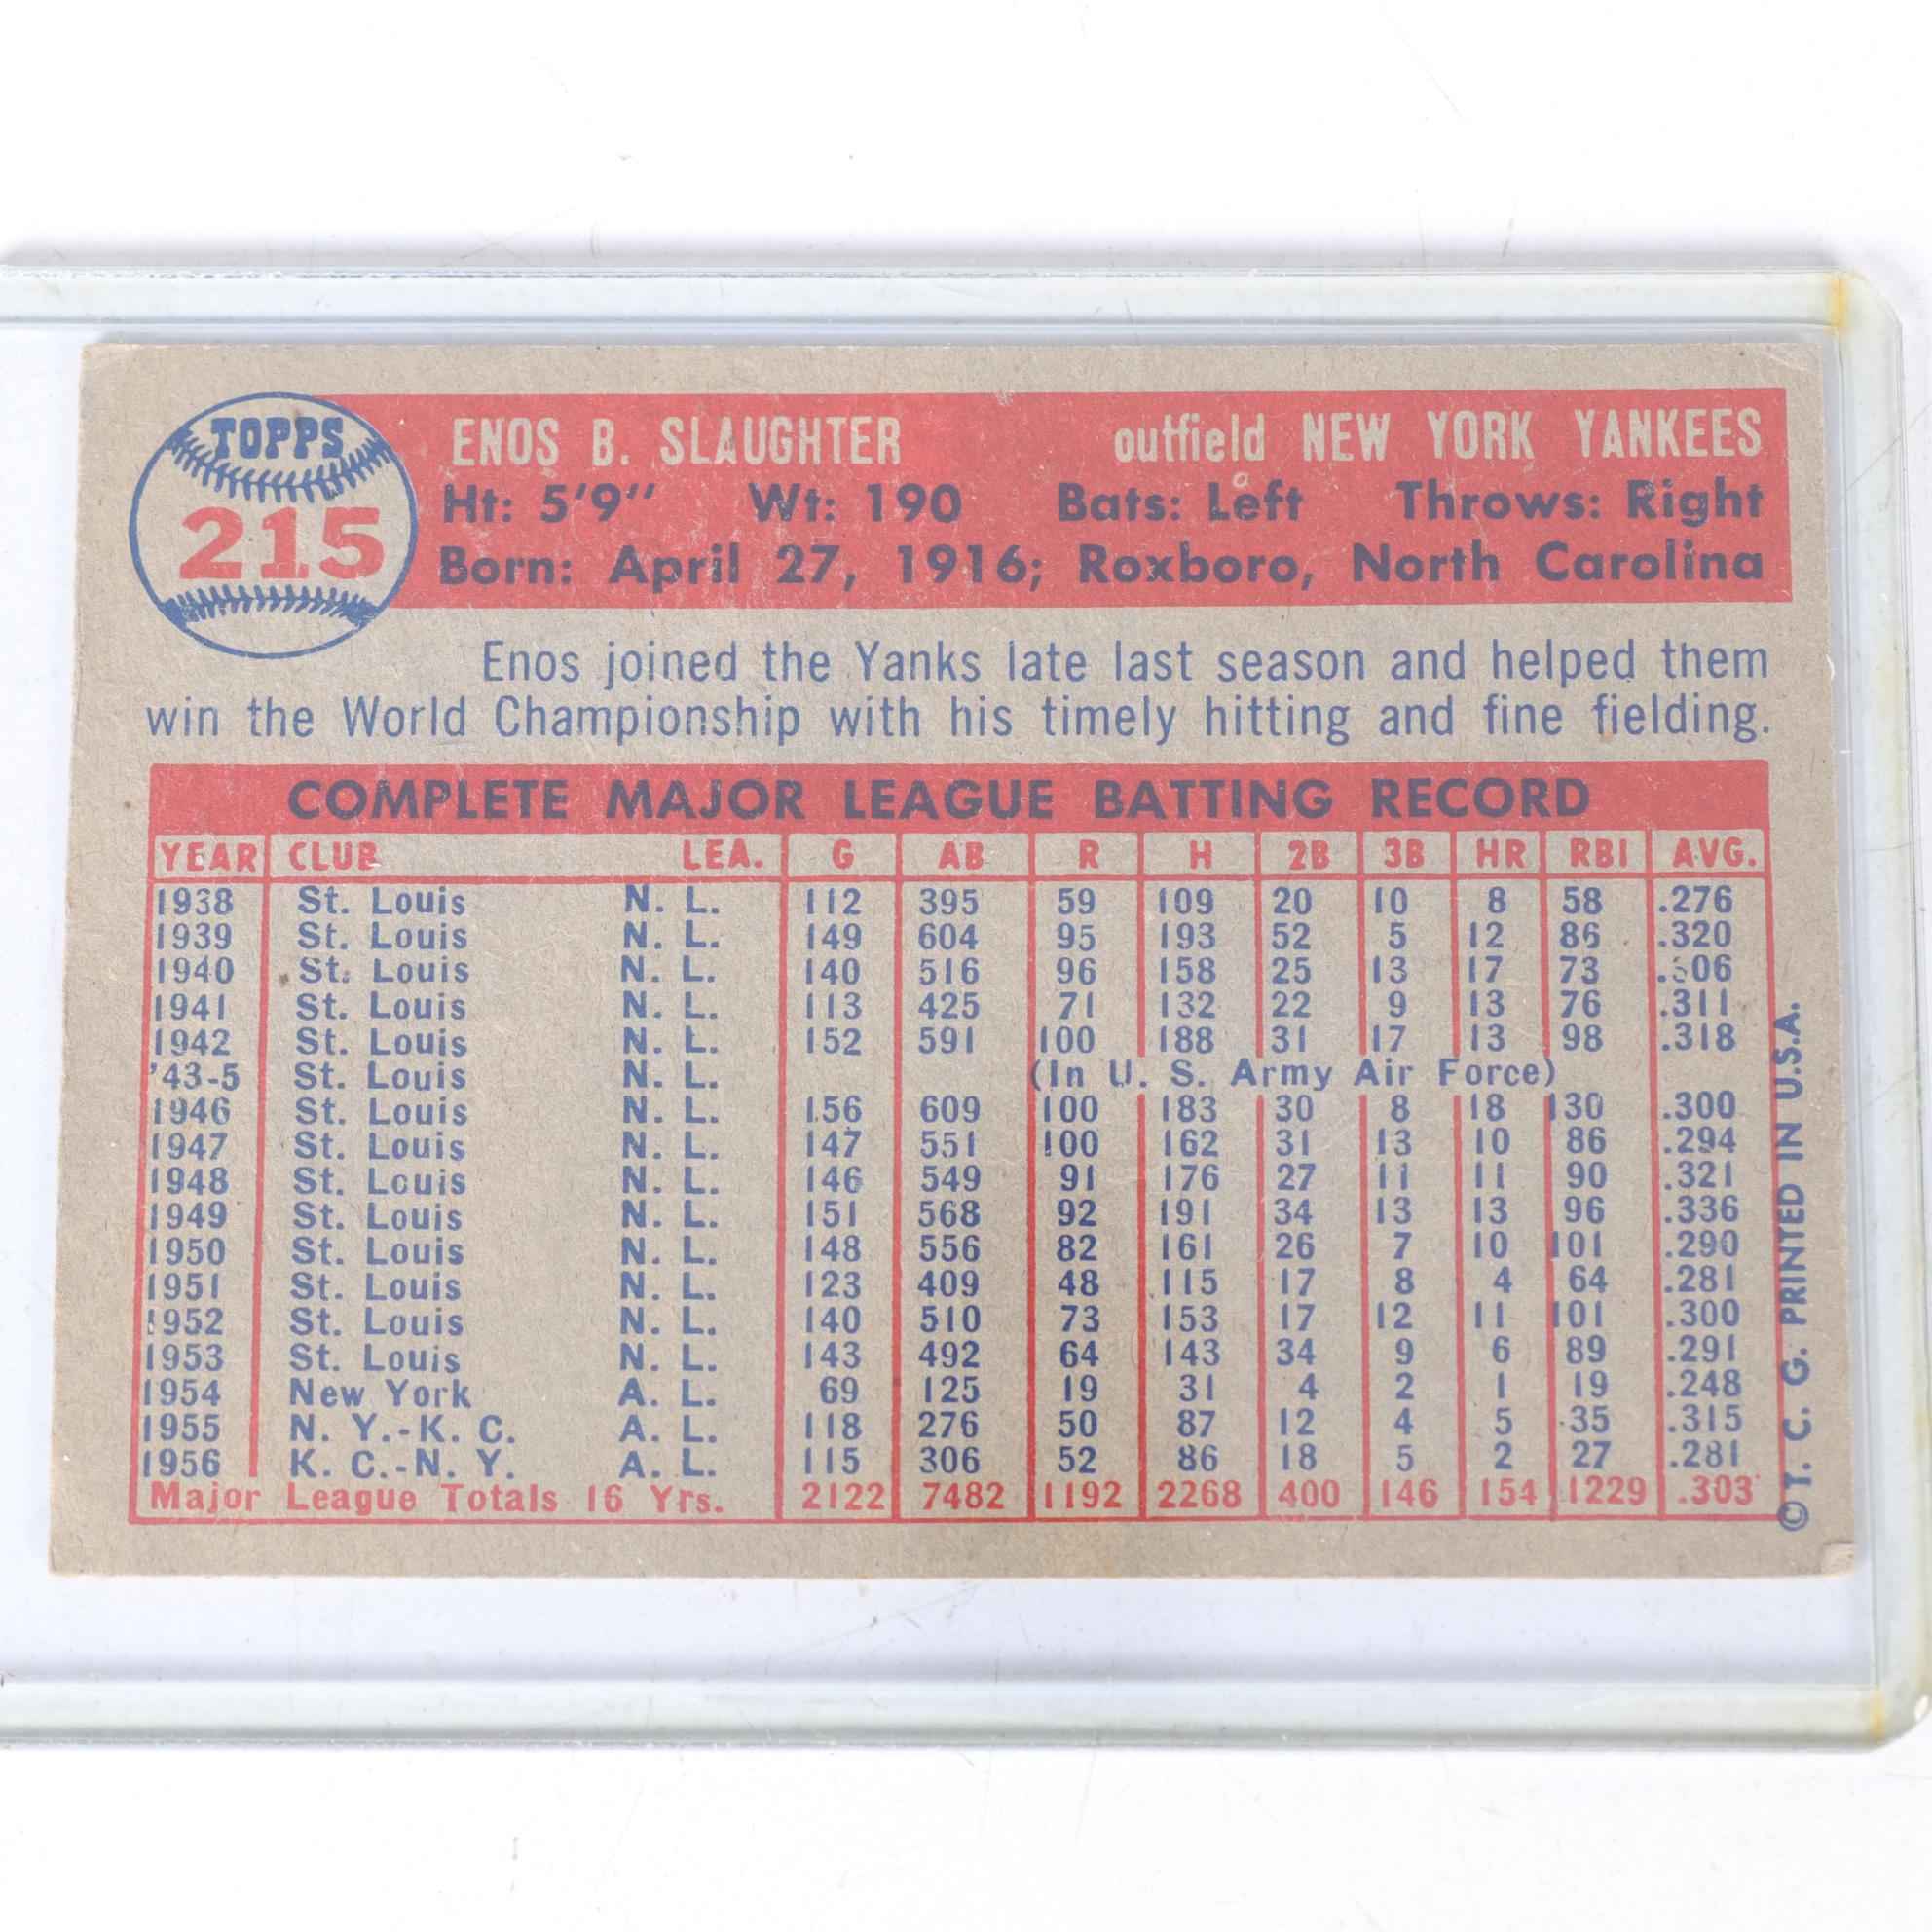 TOPPS
215
ENOS B. SLAUGHTER outfield NEW YORK YANKEES
Ht: 5'9" Wt: 190 Bats: Left Throws: Right
Born: April 27, 1916; Roxboro, North Carolina
Enos joined the Yanks late last season and helped them
win the World Championship with his timely hitting and fine fielding.
COMPLETE MAJOR LEAGUE BATTING RECORD
YEAR CLUB LEA. G AB R H 2B 3B HR RBI AVG.
1938 St. Louis N. L. 112 395 59 109 20 10 8 58 .276
1939 St. Louis N. L. 149 604 95 193 52 5 12 86 .320
1940 St. Louis N. L. 140 516 96 158 25 13 17 73 .306
1941 St. Louis N. L. 113 425 71 132 22 9 13 76 .311
1942 St. Louis N. L. 152 591 100 188 31 17 13 98 .318
'43-5 St. Louis N. L. (In U. S. Army Air Force)
1946 St. Louis N. L. 156 609 100 183 30 8 18 130 .300
1947 St. Louis N. L. 147 551 100 162 31 13 10 86 .294
1948 St. Louis N. L. 146 549 91 176 27 11 11 90 .321
1949 St. Louis N. L. 151 568 92 191 34 13 13 96 .336
1950 St. Louis N. L. 148 556 82 161 26 7 10 101 .290
1951 St. Louis N. L. 123 409 48 115 17 8 4 64 .281
1952 St. Louis N. L. 140 510 73 153 17 12 11 101 .300
1953 St. Louis N. L. 143 492 64 143 34 9 6 89 .291
1954 New York A. L. 69 125 19 31 4 2 1 19 .248
1955 N. Y.-K. C. A. L. 118 276 50 87 12 4 5 35 .315
1956 K. C.-N. Y. A. L. 115 306 52 86 18 5 2 27 .281
Major League Totals 16 Yrs. 2122 7482 1192 2268 400 146 154 1229 .303
© T. C. G. PRINTED IN U.S.A.